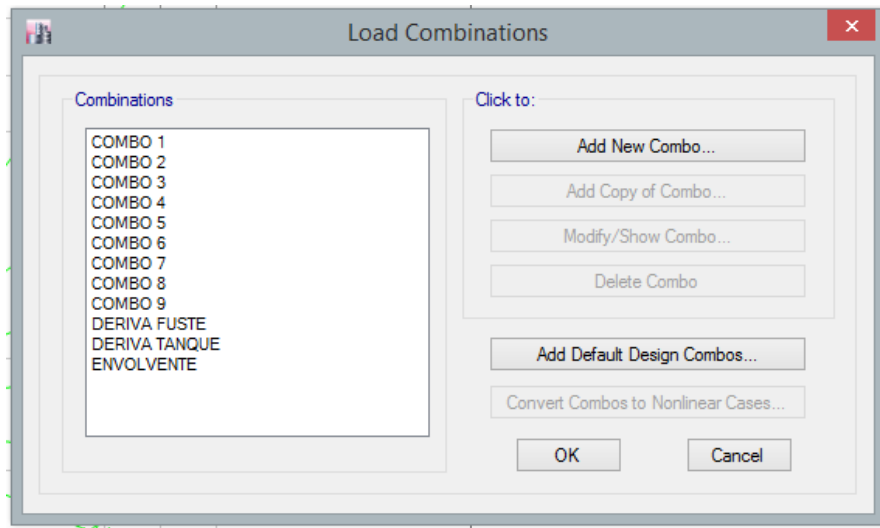 Load Combinations
Combinations
COMBO 1
COMBO 2
COMBO 3
COMBO 4
COMBO 5
COMBO 6
COMBO 7
COMBO 8
COMBO 9
DERIVA FUSTE
DERIVA TANQUE
ENVOLVENTE
Click to:
Add New Combo...
Add Copy of Combo...
Modify/Show Combo...
Delete Combo
Add Default Design Combos...
Convert Combos to Nonlinear Cases...
OK
Cancel